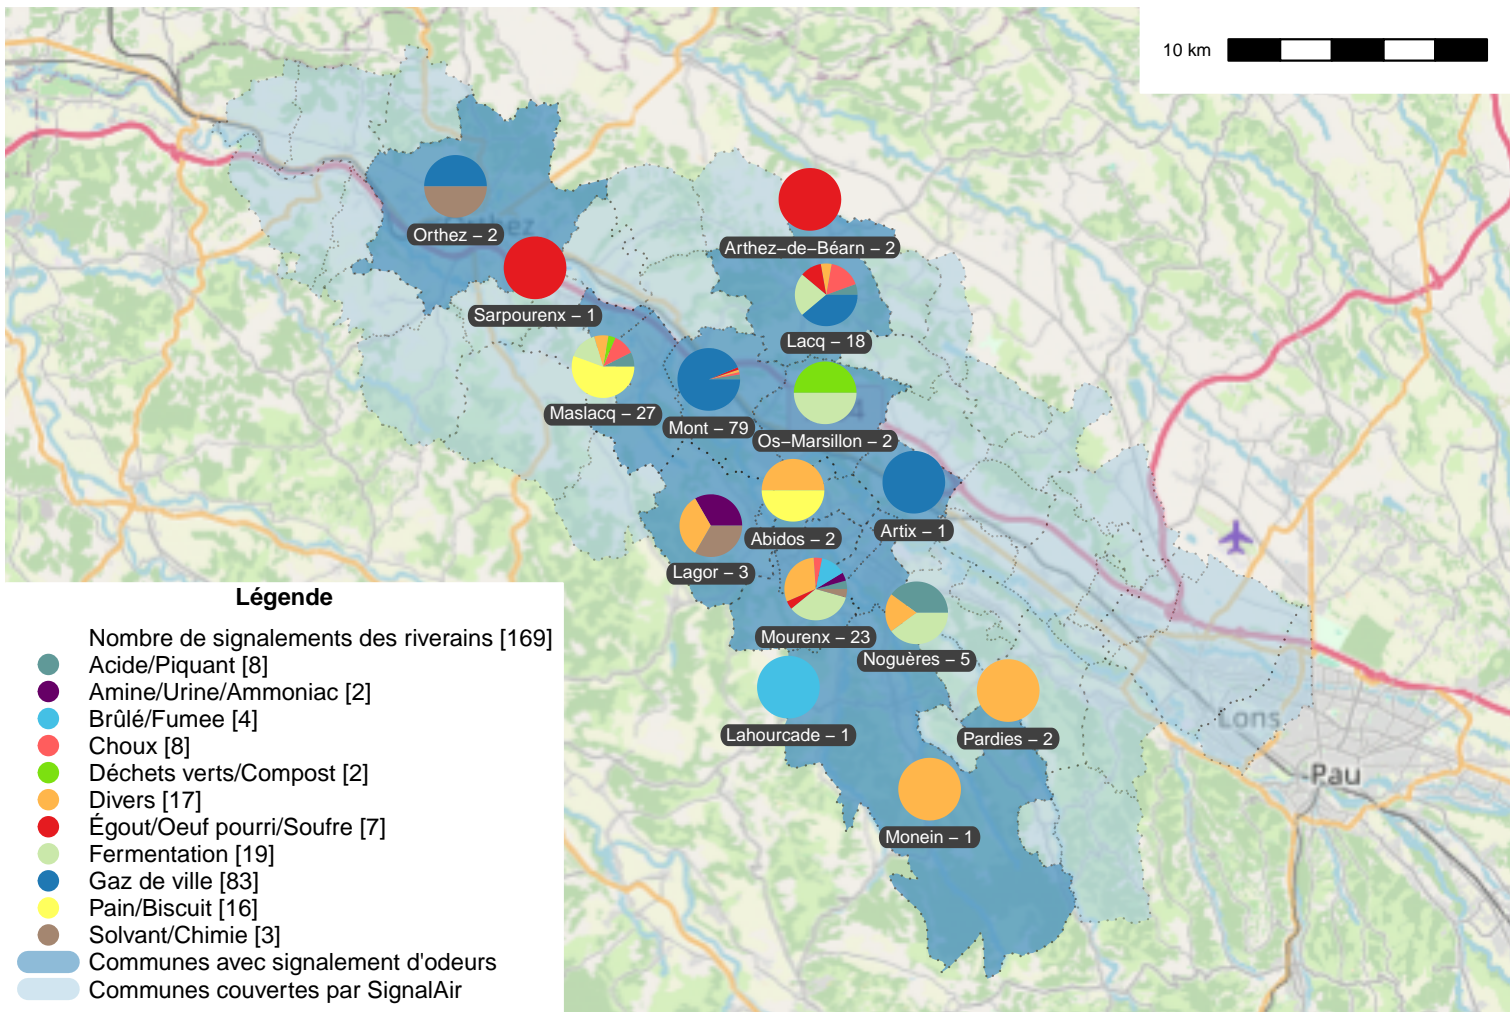 10 km
Orthez – 2
Arthez–de–Béarn – 2
Sarpourenx – 1
Lacq – 18
Maslacq – 27
Mont – 79
Os–Marsillon – 2
Abidos – 2
Artix – 1
Lagor – 3
Mourenx – 23
Noguères – 5
Lahourcade – 1
Pardies – 2
Lons
Pau
Monein – 1
Légende
Nombre de signalements des riverains [169]
Acide/Piquant [8]
Amine/Urine/Ammoniac [2]
Brûlé/Fumee [4]
Choux [8]
Déchets verts/Compost [2]
Divers [17]
Égout/Oeuf pourri/Soufre [7]
Fermentation [19]
Gaz de ville [83]
Pain/Biscuit [16]
Solvant/Chimie [3]
Communes avec signalement d'odeurs
Communes couvertes par SignalAir